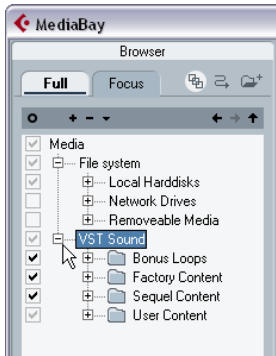 MediaBay
Browser
Full Focus
Media
File system
Local Harddisks
Network Drives
Removeable Media
VST Sound
Bonus Loops
Factory Content
Sequel Content
User Content